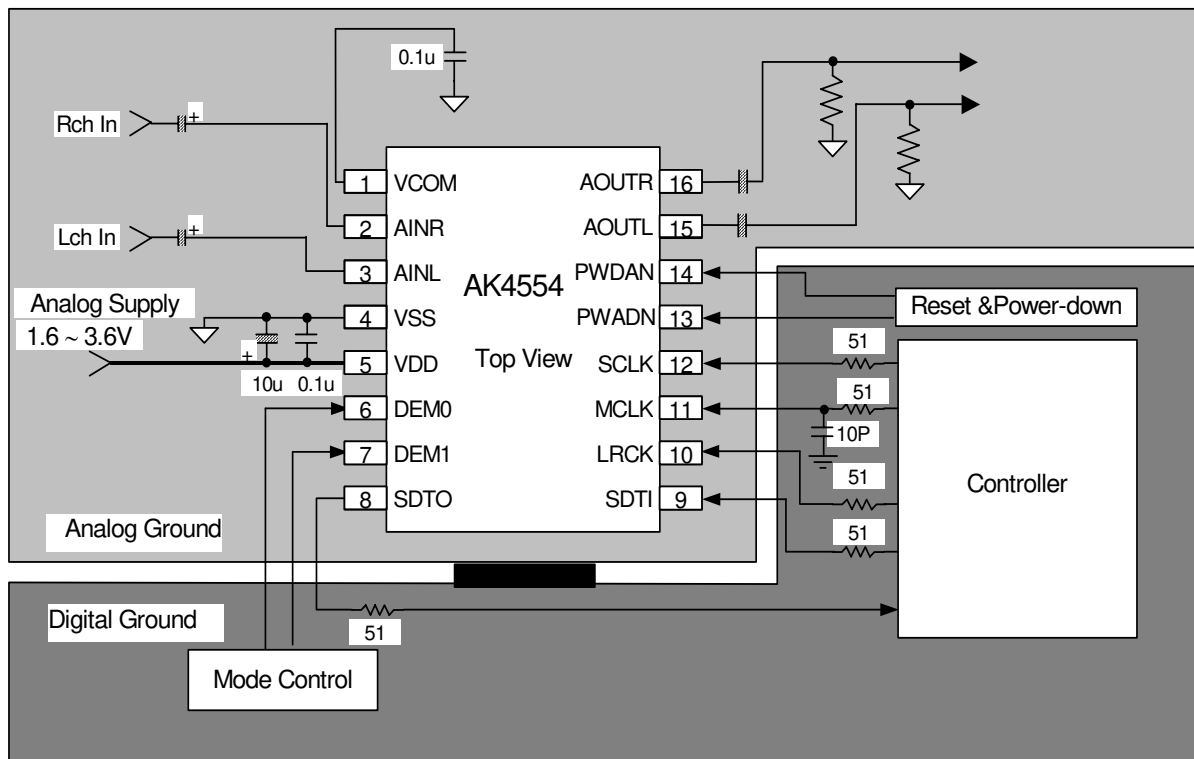 0.1u
Rch In
+
Lch In
+
Analog Supply
1.6 ~ 3.6V
+
10u
0.1u
1 VCOM
2 AINR
3 AINL
4 VSS
5 VDD
6 DEM0
7 DEM1
8 SDTO
AK4554
Top View
AOUTR 16
AOUTL 15
PWDAN 14
PWADN 13
SCLK 12
MCLK 11
LRCK 10
SDTI 9
Reset &Power-down
51
51
10P
51
51
Controller
Analog Ground
Digital Ground
51
Mode Control